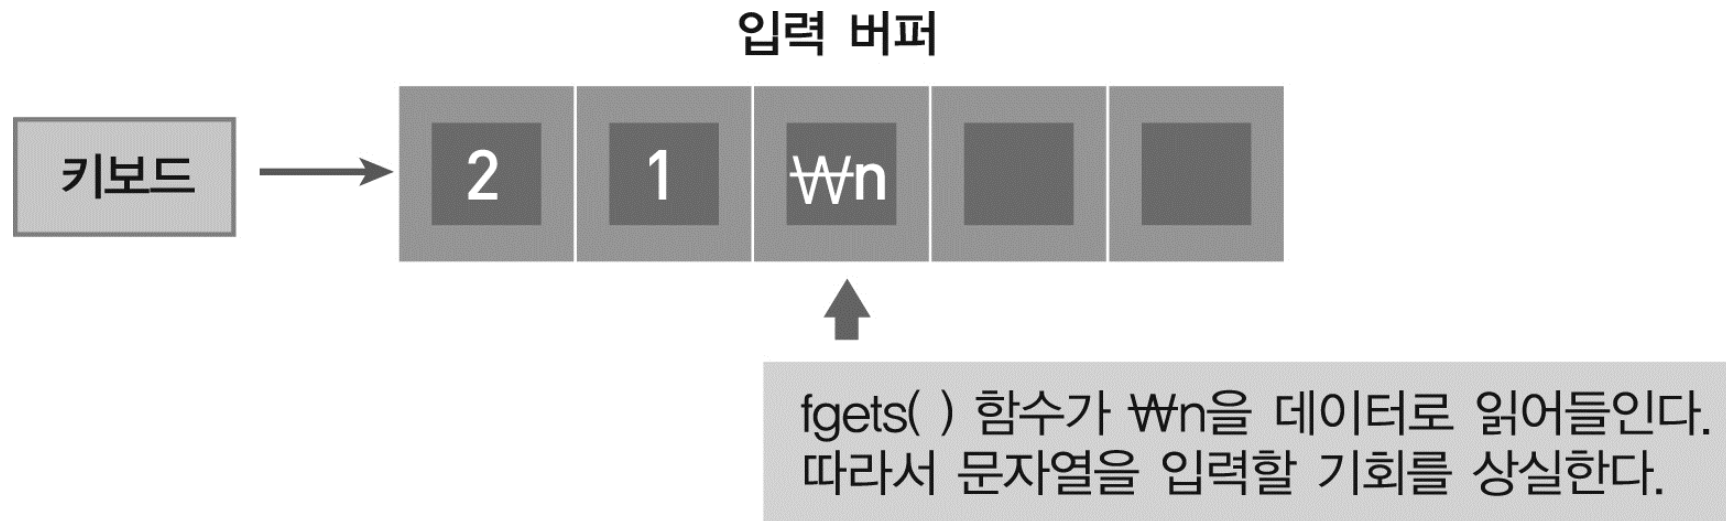 입력 버퍼
키보드
2
1
₩n
fgets( ) 함수가 ₩n을 데이터로 읽어들인다.
따라서 문자열을 입력할 기회를 상실한다.